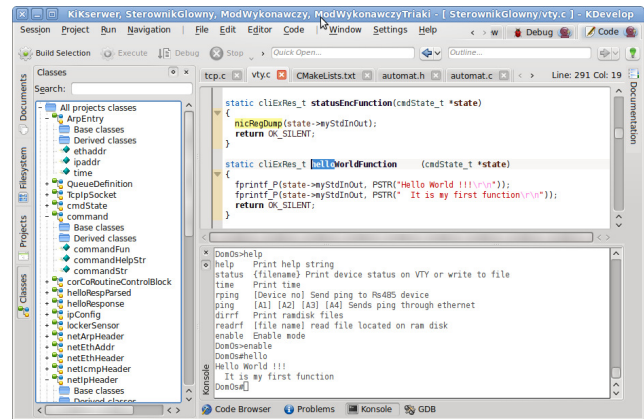 KiKserwer, SterownikGlowny, ModWykonawczy, ModWykonawczyTriaki - [ SterownikGlowny/vty.c ] - KDevelop
Session Project Run Navigation File Edit Editor Code Window Settings Help w Debug Code
Build Selection Execute Debug Stop Quick Open... Outline...
Classes
Search:
All projects classes
ArpEntry
Base classes
Derived classes
ethaddr
ipaddr
time
QueueDefinition
TcpIpSocket
cmdState
command
Base classes
Derived classes
commandFun
commandHelpStr
commandStr
corCoRoutineControlBlock
helloRespParsed
helloResponse
ipConfig
lockerSensor
netArpHeader
netEthAddr
netEthHeader
netIcmpHeader
netIpHeader
Base classes
Derived classes
Documents
Filesystem
Projects
Classes
tcp.c vty.c CMakeLists.txt automat.h automat.c Line: 291 Col: 19
static cliExRes_t statusEncFunction(cmdState_t *state)
{
nicRegDump(state->myStdInOut);
return OK_SILENT;
}
static cliExRes_t helloWorldFunction (cmdState_t *state)
{
fprintf_P(state->myStdInOut, PSTR("Hello World !!!\r\n"));
fprintf_P(state->myStdInOut, PSTR("  It is my first function\r\n"));
return OK_SILENT;
}
Documentation
Konsole
DomOs>help
help Print help string
status {filename} Print device status on VTY or write to file
time Print time
rping [Device no] Send ping to Rs485 device
ping [A1] [A2] [A3] [A4] Sends ping through ethernet
dirrf Print ramdisk files
readrf [file name] read file located on ram disk
enable Enable mode
DomOs>enable
DomOs#hello
Hello World !!!
It is my first function
DomOs#
Code Browser Problems Konsole GDB